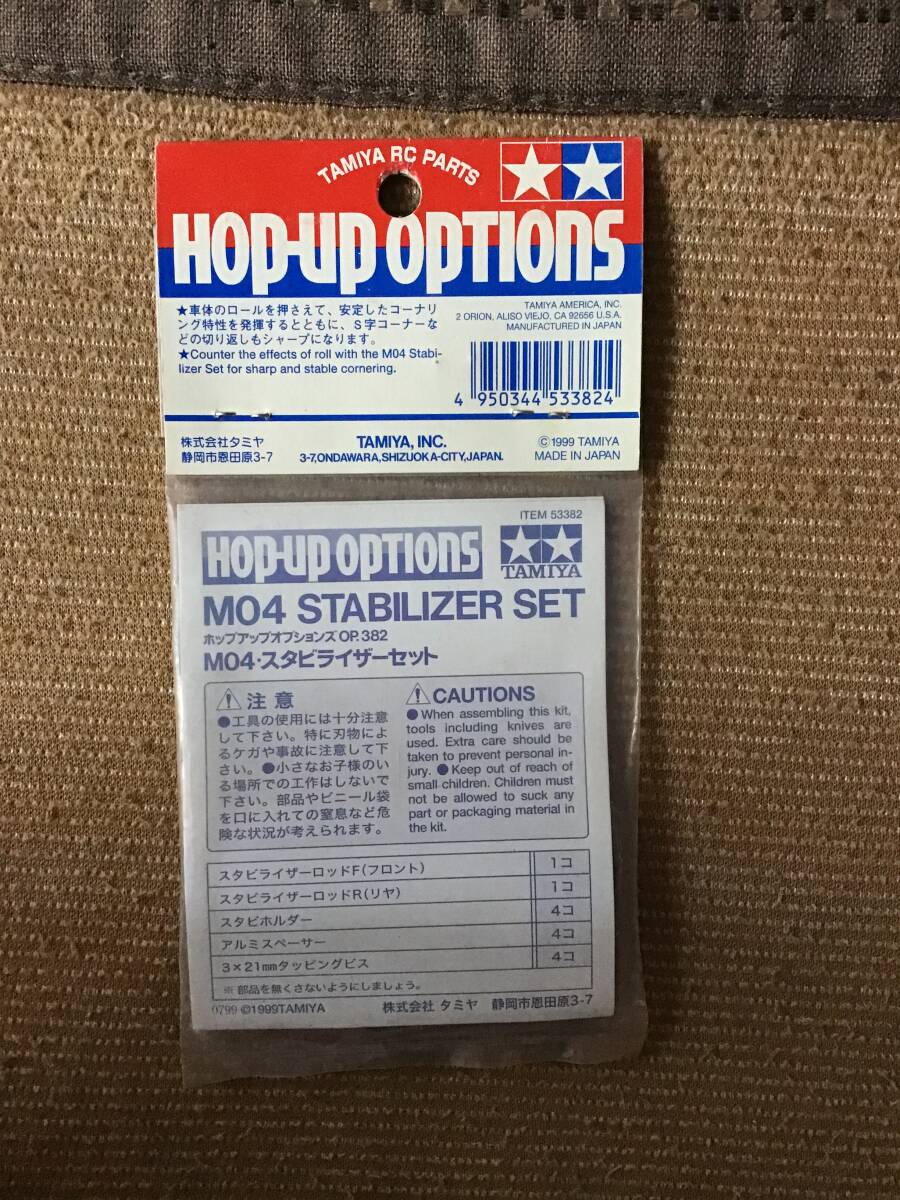 TAMIYA RC PARTS
HOP-UP OPTIONS
★車体のロールを押さえて、安定したコーナリ
ング特性を発揮するとともに、S字コーナーな
どの切り返しもシャープになります。
★Counter the effects of roll with the M04 Stabi-
lizer Set for sharp and stable cornering.
TAMIYA AMERICA, INC.
2 ORION, ALISO VIEJO, CA 92656 U.S.A.
MANUFACTURED IN JAPAN
4 950344 533824
株式会社タミヤ
静岡市恩田原3-7
TAMIYA, INC.
3-7,ONDAWARA,SHIZUOKA-CITY,JAPAN.
©1999 TAMIYA
MADE IN JAPAN
ITEM 53382
HOP-UP OPTIONS
TAMIYA
M04 STABILIZER SET
ホップアップオプションズOP.382
M04・スタビライザーセット
⚠注意
●工具の使用には十分注意
して下さい。特に刃物によ
るケガや事故に注意して下
さい。●小さなお子様のい
る場所での工作はしないで
下さい。部品やビニール袋
を口に入れての窒息など危
険な状況が考えられます。
⚠CAUTIONS
●When assembling this kit,
tools including knives are
used. Extra care should be
taken to prevent personal in-
jury. ●Keep out of reach of
small children. Children must
not be allowed to suck any
part or packaging material in
the kit.
スタビライザーロッドF(フロント) 1コ
スタビライザーロッドR(リヤ) 1コ
スタビホルダー 4コ
アルミスペーサー 4コ
3×21mmタッピングビス 4コ
※部品を無くさないようにしましょう。
0799 ©1999TAMIYA 株式会社 タミヤ 静岡市恩田原3-7